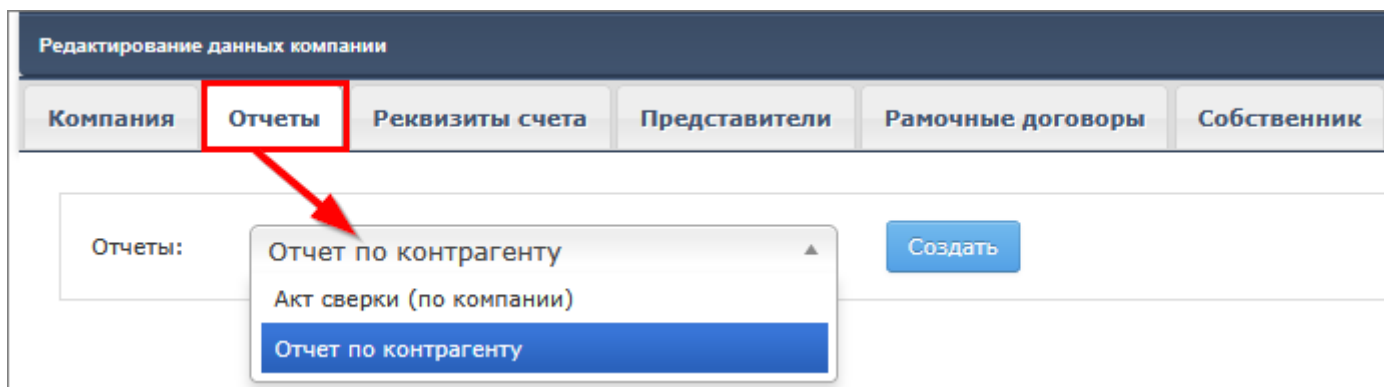 Редактирование данных компании
Компания Отчеты Реквизиты счета Представители Рамочные договоры Собственник
Отчеты: Отчет по контрагенту Создать
Акт сверки (по компании)
Отчет по контрагенту